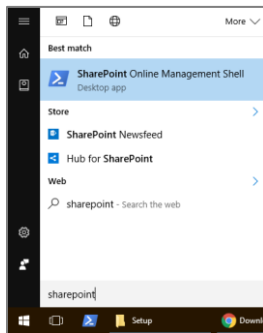 More
Best match
SharePoint Online Management Shell
Desktop app
Store
SharePoint Newsfeed
Hub for SharePoint
Web
sharepoint - Search the web
sharepoint
Setup
Downl